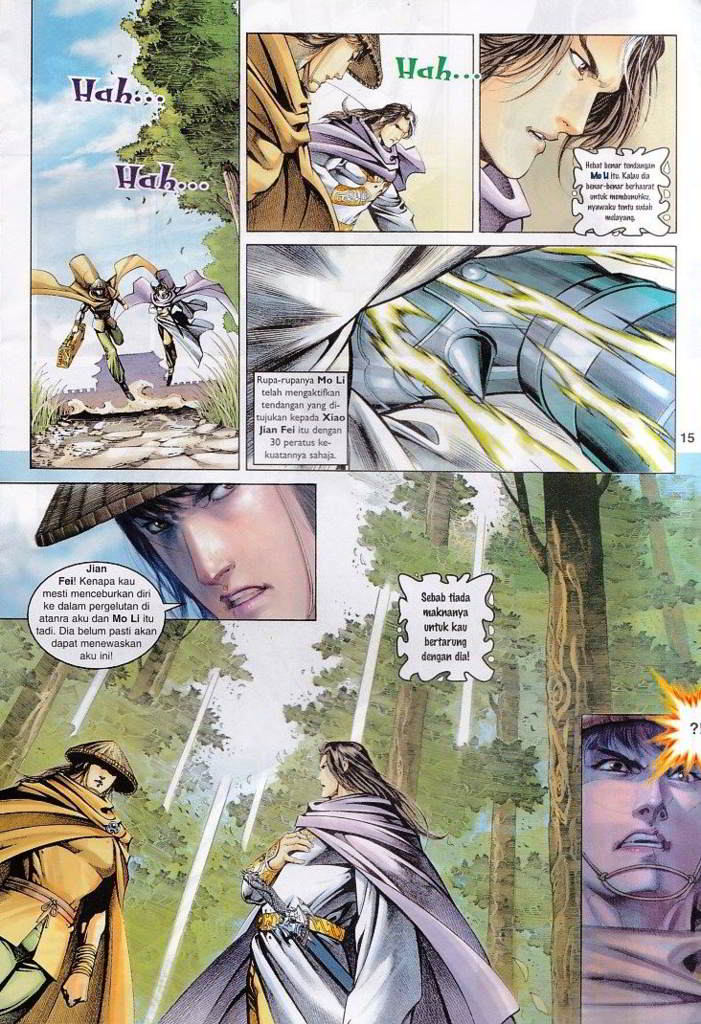 Hah...
Hah...
Hah...
Hebat benar tendangan
Mo Li itu. Kalau dia
benar-benar berhasrat
untuk membunuhku,
nyawaku tentu sudah
melayang.
Rupa-rupanya Mo Li
telah mengaktifkan
tendangan yang di-
tujukan kepada Xiao
Jian Fei itu dengan
30 peratus ke-
kuatannya sahaja.
15
Jian
Fei! Kenapa kau
mesti menceburkan diri
ke dalam pergelutan di
atanra aku dan Mo Li itu
tadi. Dia belum pasti akan
dapat menewaskan
aku ini!
Sebab tiada
maknanya
untuk kau
bertarung
dengan dia!
?!